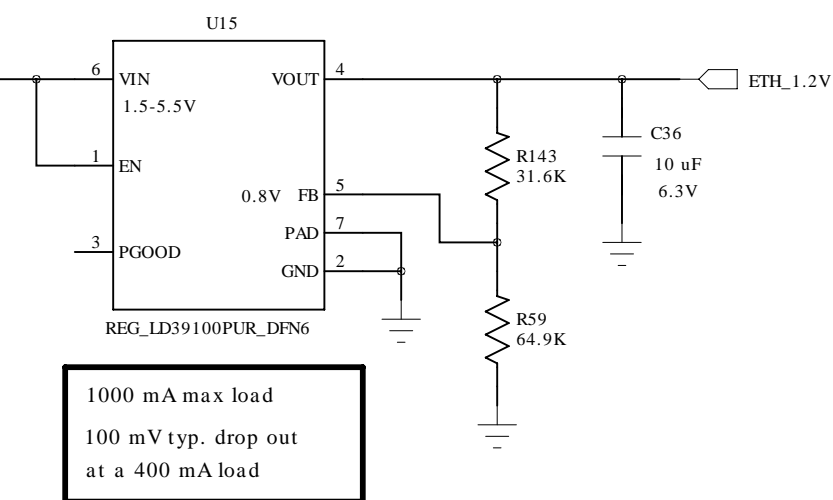 U15
6 VIN
1.5-5.5V
1 EN
3 PGOOD
VOUT 4
0.8V FB 5
PAD 7
GND 2
REG_LD39100PUR_DFN6
R143
31.6K
R59
64.9K
C36
10 uF
6.3V
ETH_1.2V
1000 mA max load
100 mV typ. drop out
at a 400 mA load